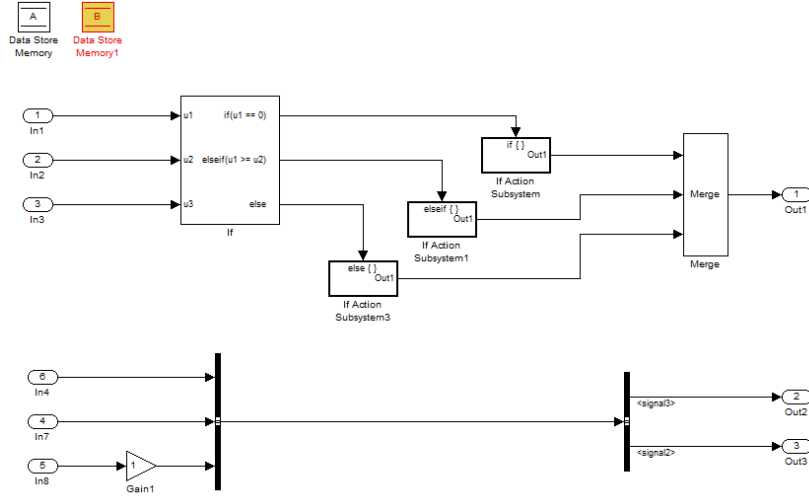 A
B
Data Store
Memory
Data Store
Memory1
1
In1
2
In2
3
In3
u1
if(u1 == 0)
u2
elseif(u1 >= u2)
u3
else
If
if { }
Out1
If Action
Subsystem
elseif { }
Out1
If Action
Subsystem1
else { }
Out1
If Action
Subsystem3
Merge
Merge
1
Out1
6
In4
4
In7
5
In8
1
Gain1
<signal3>
<signal2>
2
Out2
3
Out3